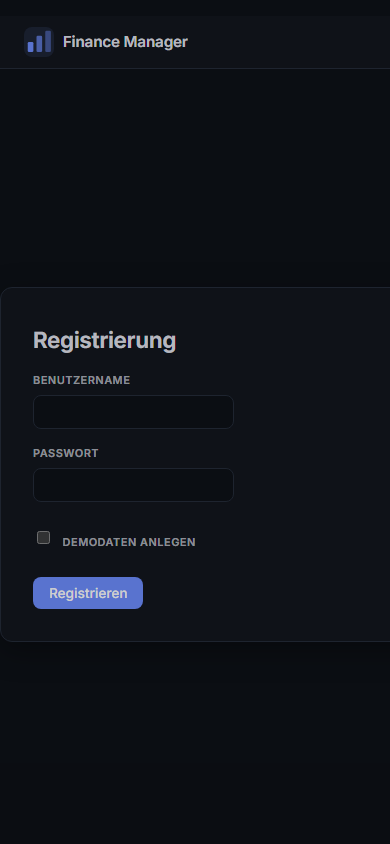 Finance Manager
Registrierung
BENUTZERNAME
PASSWORT
DEMODATEN ANLEGEN
Registrieren